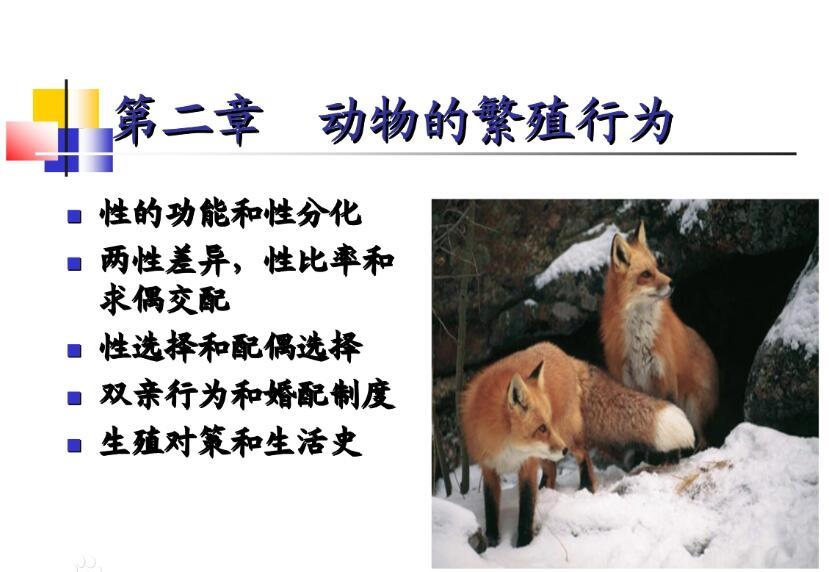 第二章 动物的繁殖行为
性的功能和性分化
两性差异，性比率和
求偶交配
性选择和配偶选择
双亲行为和婚配制度
生殖对策和生活史